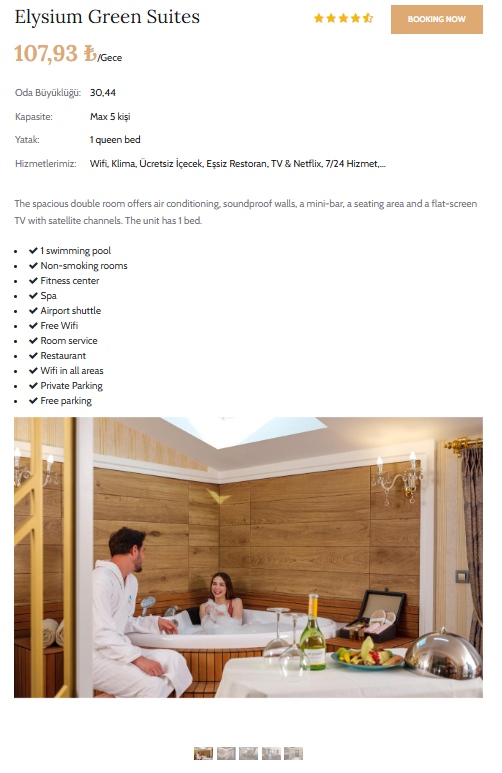 Elysium Green Suites
BOOKING NOW
107,93 ₺/Gece
Oda Büyüklüğü: 30,44
Kapasite: Max 5 kişi
Yatak: 1 queen bed
Hizmetlerimiz: Wifi, Klima, Ücretsiz İçecek, Eşsiz Restoran, TV & Netflix, 7/24 Hizmet,...
The spacious double room offers air conditioning, soundproof walls, a mini-bar, a seating area and a flat-screen
TV with satellite channels. The unit has 1 bed.
• ✔ 1 swimming pool
• ✔ Non-smoking rooms
• ✔ Fitness center
• ✔ Spa
• ✔ Airport shuttle
• ✔ Free Wifi
• ✔ Room service
• ✔ Restaurant
• ✔ Wifi in all areas
• ✔ Private Parking
• ✔ Free parking